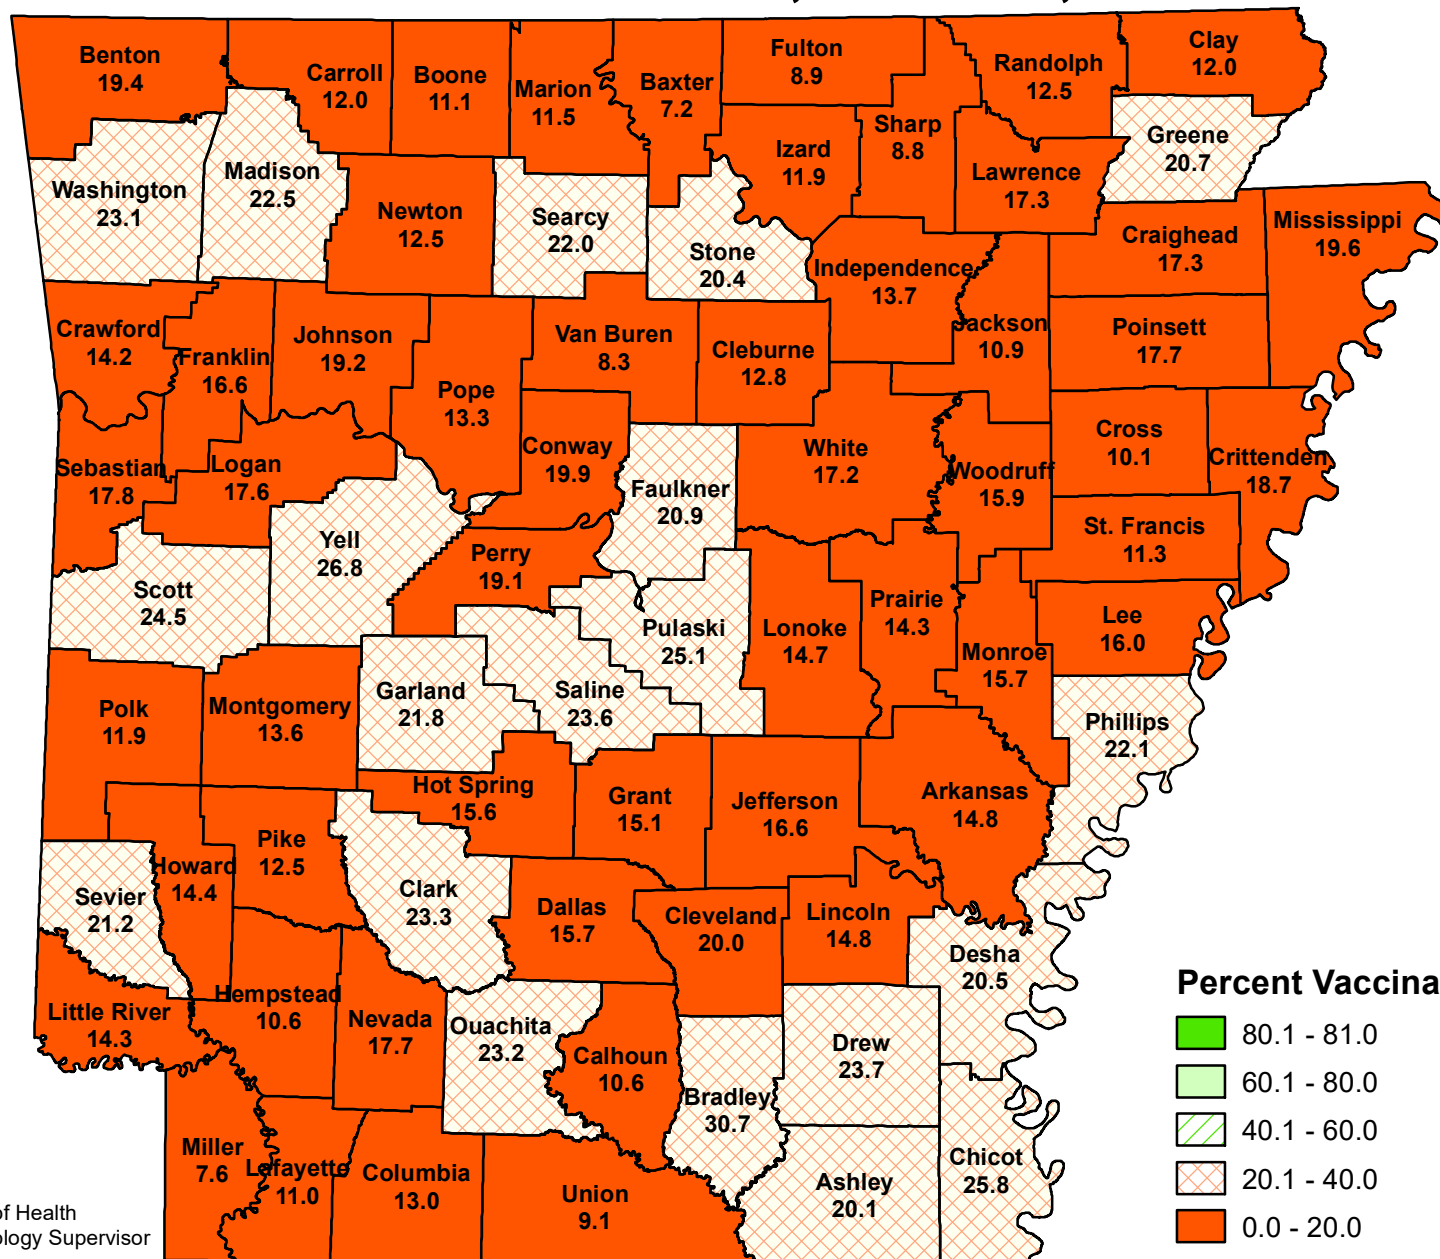 Benton
19.4
Carroll
12.0
Boone
11.1
Marion
11.5
Baxter
7.2
Fulton
8.9
Randolph
12.5
Clay
12.0
Washington
23.1
Madison
22.5
Newton
12.5
Searcy
22.0
Stone
20.4
Izard
11.9
Sharp
8.8
Lawrence
17.3
Greene
20.7
Independence
13.7
Craighead
17.3
Mississippi
19.6
Crawford
14.2
Franklin
16.6
Johnson
19.2
Pope
13.3
Van Buren
8.3
Cleburne
12.8
Jackson
10.9
Poinsett
17.7
Sebastian
17.8
Logan
17.6
Conway
19.9
Faulkner
20.9
White
17.2
Woodruff
15.9
Cross
10.1
Crittenden
18.7
Yell
26.8
Perry
19.1
St. Francis
11.3
Scott
24.5
Pulaski
25.1
Lonoke
14.7
Prairie
14.3
Monroe
15.7
Lee
16.0
Polk
11.9
Montgomery
13.6
Garland
21.8
Saline
23.6
Phillips
22.1
Hot Spring
15.6
Grant
15.1
Jefferson
16.6
Arkansas
14.8
Howard
14.4
Pike
12.5
Sevier
21.2
Clark
23.3
Dallas
15.7
Cleveland
20.0
Lincoln
14.8
Desha
20.5
Little River
14.3
Hempstead
10.6
Nevada
17.7
Ouachita
23.2
Calhoun
10.6
Bradley
30.7
Drew
23.7
Miller
7.6
Lafayette
11.0
Columbia
13.0
Union
9.1
Ashley
20.1
Chicot
25.8
Percent Vaccina
80.1 - 81.0
60.1 - 80.0
40.1 - 60.0
20.1 - 40.0
0.0 - 20.0
of Health
ology Supervisor